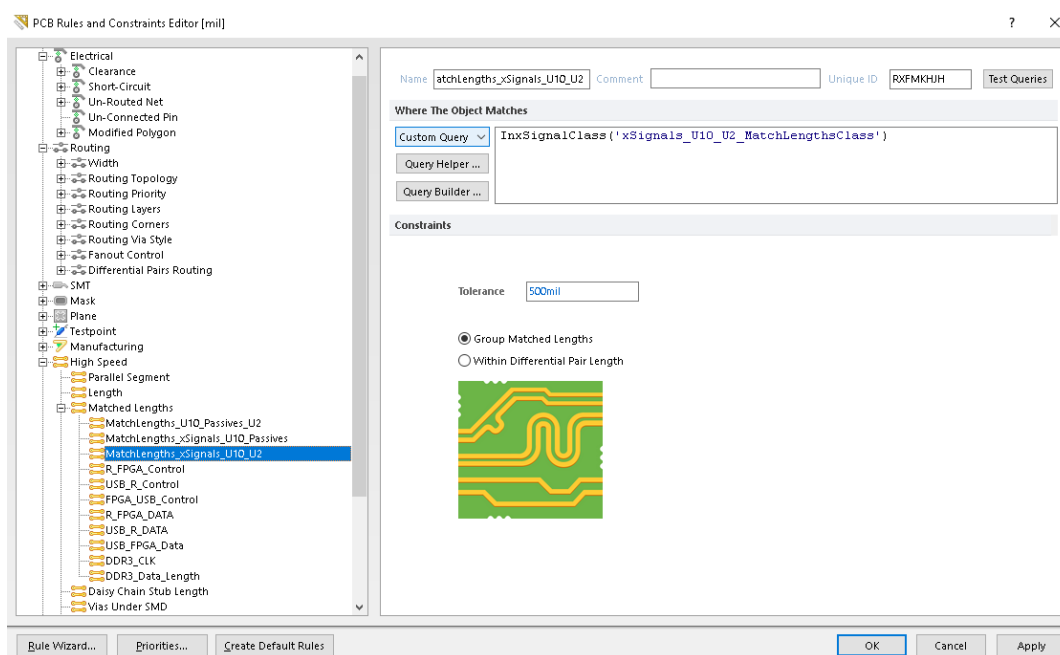 PCB Rules and Constraints Editor [mil]
? X
Electrical
Clearance
Short-Circuit
Un-Routed Net
Un-Connected Pin
Modified Polygon
Routing
Width
Routing Topology
Routing Priority
Routing Layers
Routing Corners
Routing Via Style
Fanout Control
Differential Pairs Routing
SMT
Mask
Plane
Testpoint
Manufacturing
High Speed
Parallel Segment
Length
Matched Lengths
MatchLengths_U10_Passives_U2
MatchLengths_xSignals_U10_Passives
MatchLengths_xSignals_U10_U2
R_FPGA_Control
USB_R_Control
FPGA_USB_Control
R_FPGA_DATA
USB_R_DATA
USB_FPGA_Data
DDR3_CLK
DDR3_Data_Length
Daisy Chain Stub Length
Vias Under SMD
Name atchLengths_xSignals_U10_U2 Comment Unique ID RXFMKHJH Test Queries
Where The Object Matches
Custom Query InxSignalClass('xSignals_U10_U2_MatchLengthsClass')
Query Helper ...
Query Builder ...
Constraints
Tolerance 500mil
Group Matched Lengths
Within Differential Pair Length
Rule Wizard... Priorities... Create Default Rules OK Cancel Apply